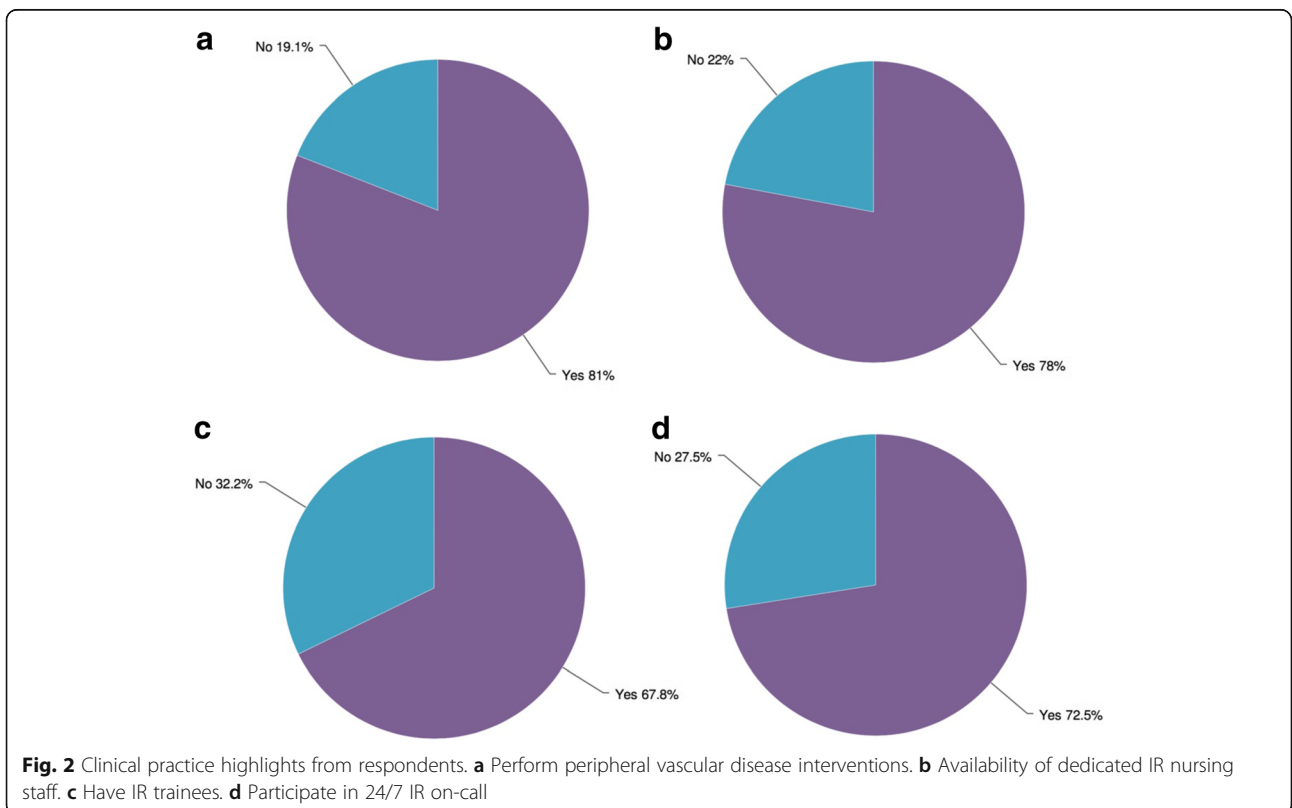 a
No 19.1%
Yes 81%
b
No 22%
Yes 78%
c
No 32.2%
Yes 67.8%
d
No 27.5%
Yes 72.5%
Fig. 2 Clinical practice highlights from respondents. a Perform peripheral vascular disease interventions. b Availability of dedicated IR nursing
staff. c Have IR trainees. d Participate in 24/7 IR on-call